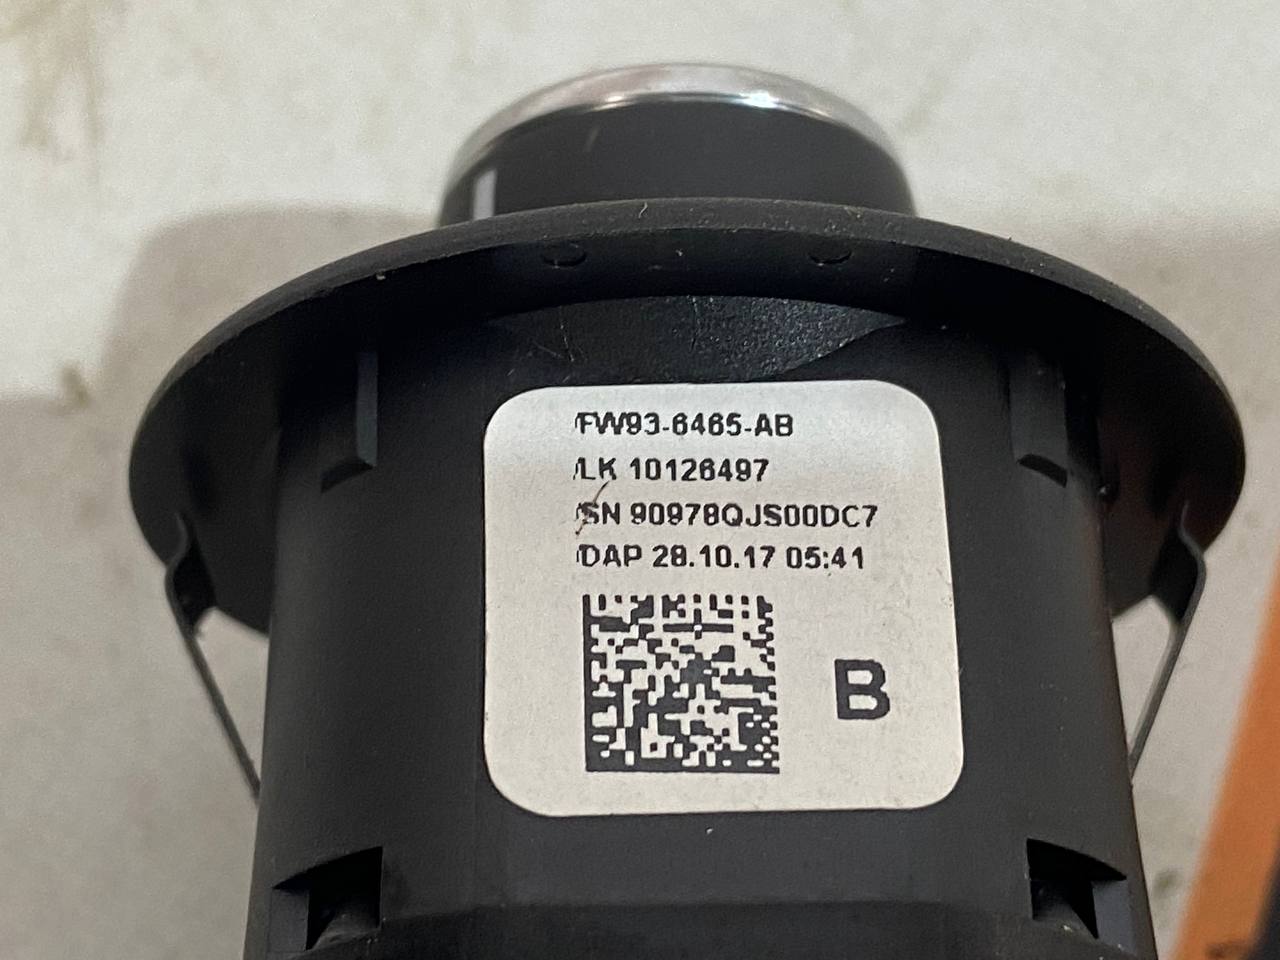 FW93-6465-AB
LK 10126497
SN 90978QJS00DC7
DAP 28.10.17 05:41
B